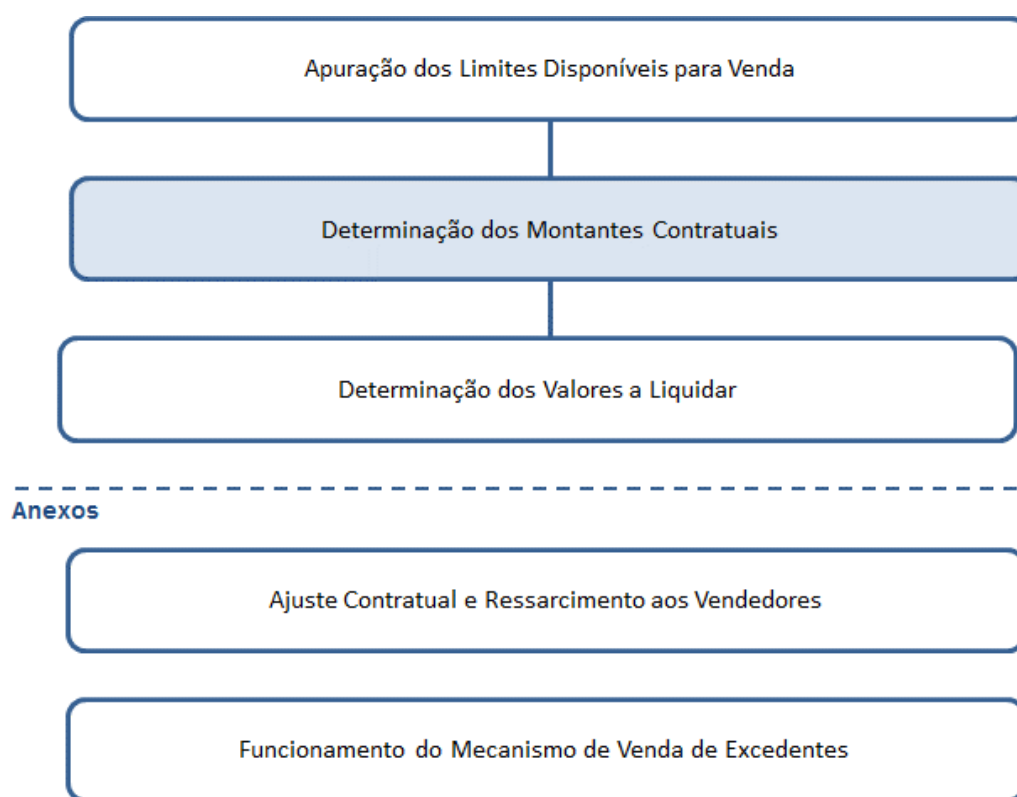 Apuração dos Limites Disponíveis para Venda
Determinação dos Montantes Contratuais
Determinação dos Valores a Liquidar
Anexos
Ajuste Contratual e Ressarcimento aos Vendedores
Funcionamento do Mecanismo de Venda de Excedentes